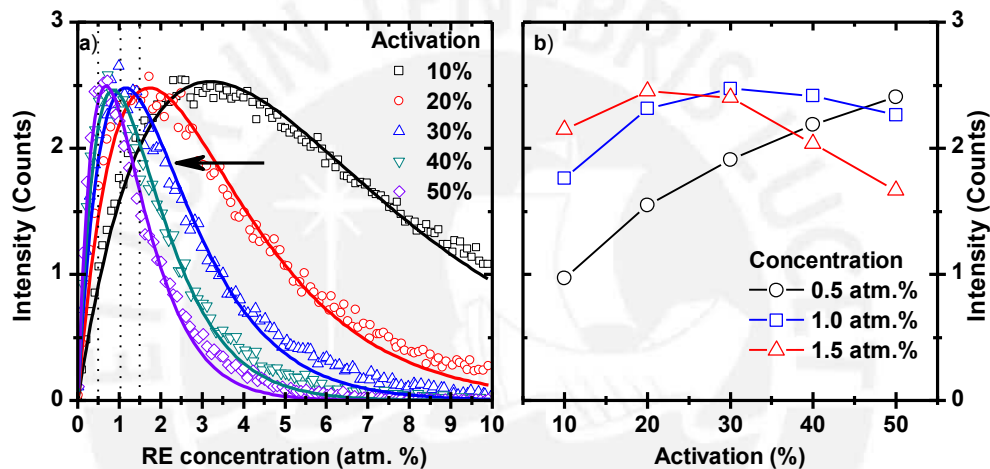 a)
Activation
10%
20%
30%
40%
50%
Intensity (Counts)
3
2
1
0
0 1 2 3 4 5 6 7 8 9 10
RE concentration (atm. %)
b)
Concentration
0.5 atm.%
1.0 atm.%
1.5 atm.%
10 20 30 40 50
Activation (%)
3
2
1
0
Intensity (Counts)